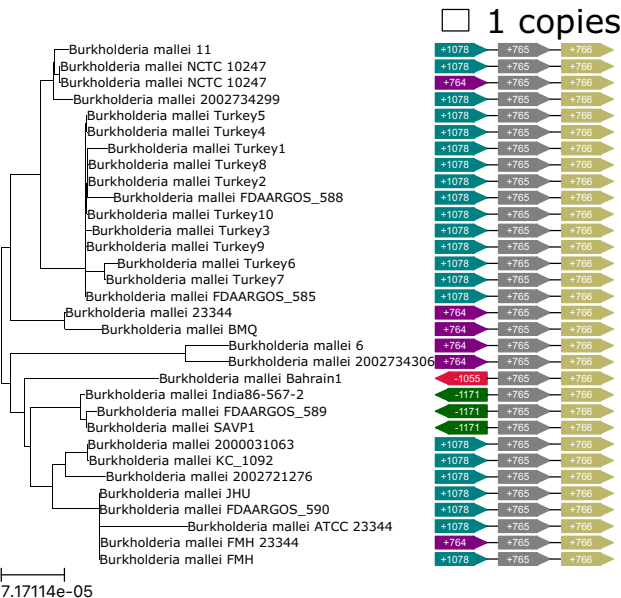 1 copies
Burkholderia mallei 11 +1078 +765 +766
Burkholderia mallei NCTC 10247 +1078 +765 +766
Burkholderia mallei NCTC 10247 +764 +765 +766
Burkholderia mallei 2002734299 +1078 +765 +766
Burkholderia mallei Turkey5 +1078 +765 +766
Burkholderia mallei Turkey4 +1078 +765 +766
Burkholderia mallei Turkey1 +1078 +765 +766
Burkholderia mallei Turkey8 +1078 +765 +766
Burkholderia mallei Turkey2 +1078 +765 +766
Burkholderia mallei FDAARGOS_588 +1078 +765 +766
Burkholderia mallei Turkey10 +1078 +765 +766
Burkholderia mallei Turkey3 +1078 +765 +766
Burkholderia mallei Turkey9 +1078 +765 +766
Burkholderia mallei Turkey6 +1078 +765 +766
Burkholderia mallei Turkey7 +1078 +765 +766
Burkholderia mallei FDAARGOS_585 +1078 +765 +766
Burkholderia mallei 23344 +764 +765 +766
Burkholderia mallei BMQ +764 +765 +766
Burkholderia mallei 6 +764 +765 +766
Burkholderia mallei 2002734306 +764 +765 +766
Burkholderia mallei Bahrain1 -1055 +765 +766
Burkholderia mallei India86-567-2 -1171 +765 +766
Burkholderia mallei FDAARGOS_589 -1171 +765 +766
Burkholderia mallei SAVP1 -1171 +765 +766
Burkholderia mallei 2000031063 +1078 +765 +766
Burkholderia mallei KC_1092 +1078 +765 +766
Burkholderia mallei 2002721276 +1078 +765 +766
Burkholderia mallei JHU +1078 +765 +766
Burkholderia mallei FDAARGOS_590 +1078 +765 +766
Burkholderia mallei ATCC 23344 +1078 +765 +766
Burkholderia mallei FMH 23344 +764 +765 +766
Burkholderia mallei FMH +1078 +765 +766
7.17114e-05